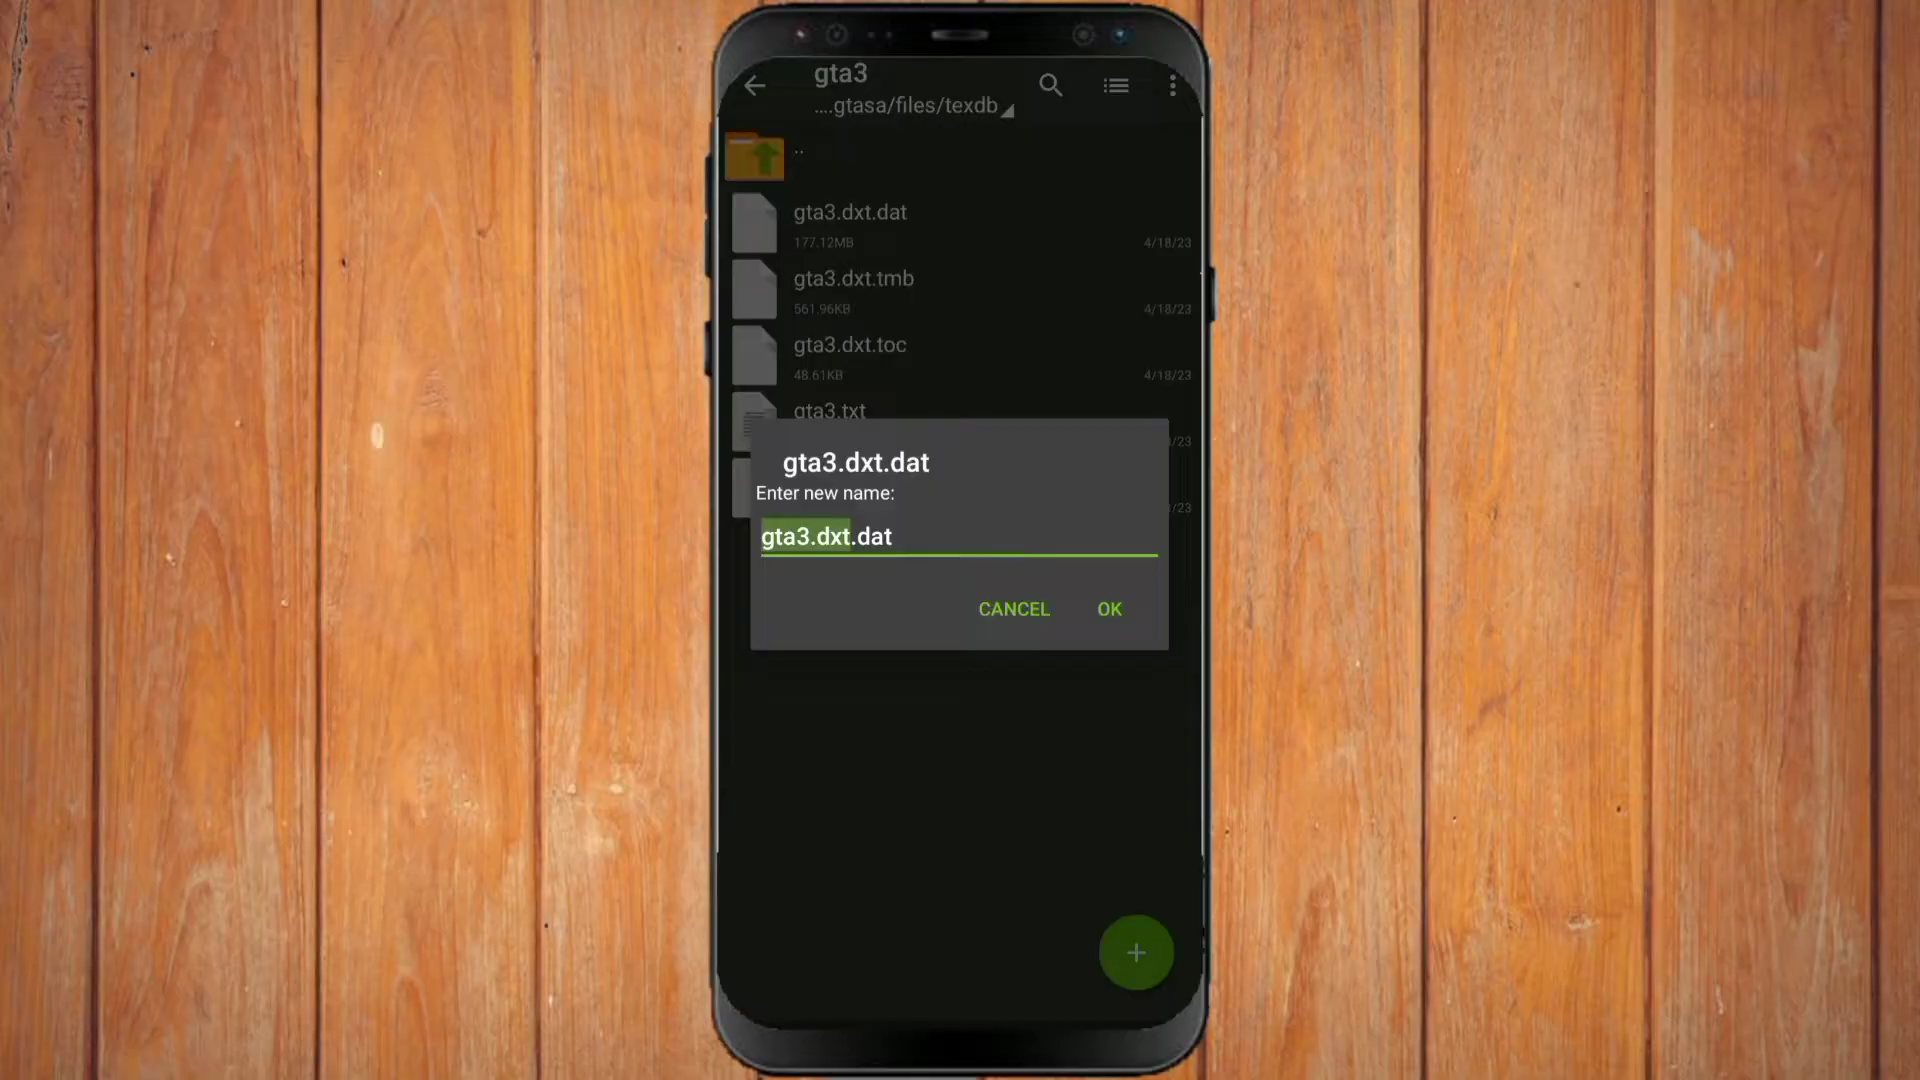 gta3
....gtasa/files/texdb
..
gta3.dxt.dat
177.12MB 4/18/23
gta3.dxt.tmb
561.96KB 4/18/23
gta3.dxt.toc
48.61KB 4/18/23
gta3.txt
/23
gta3.dxt.dat
Enter new name:
/23
gta3.dxt.dat
CANCEL OK